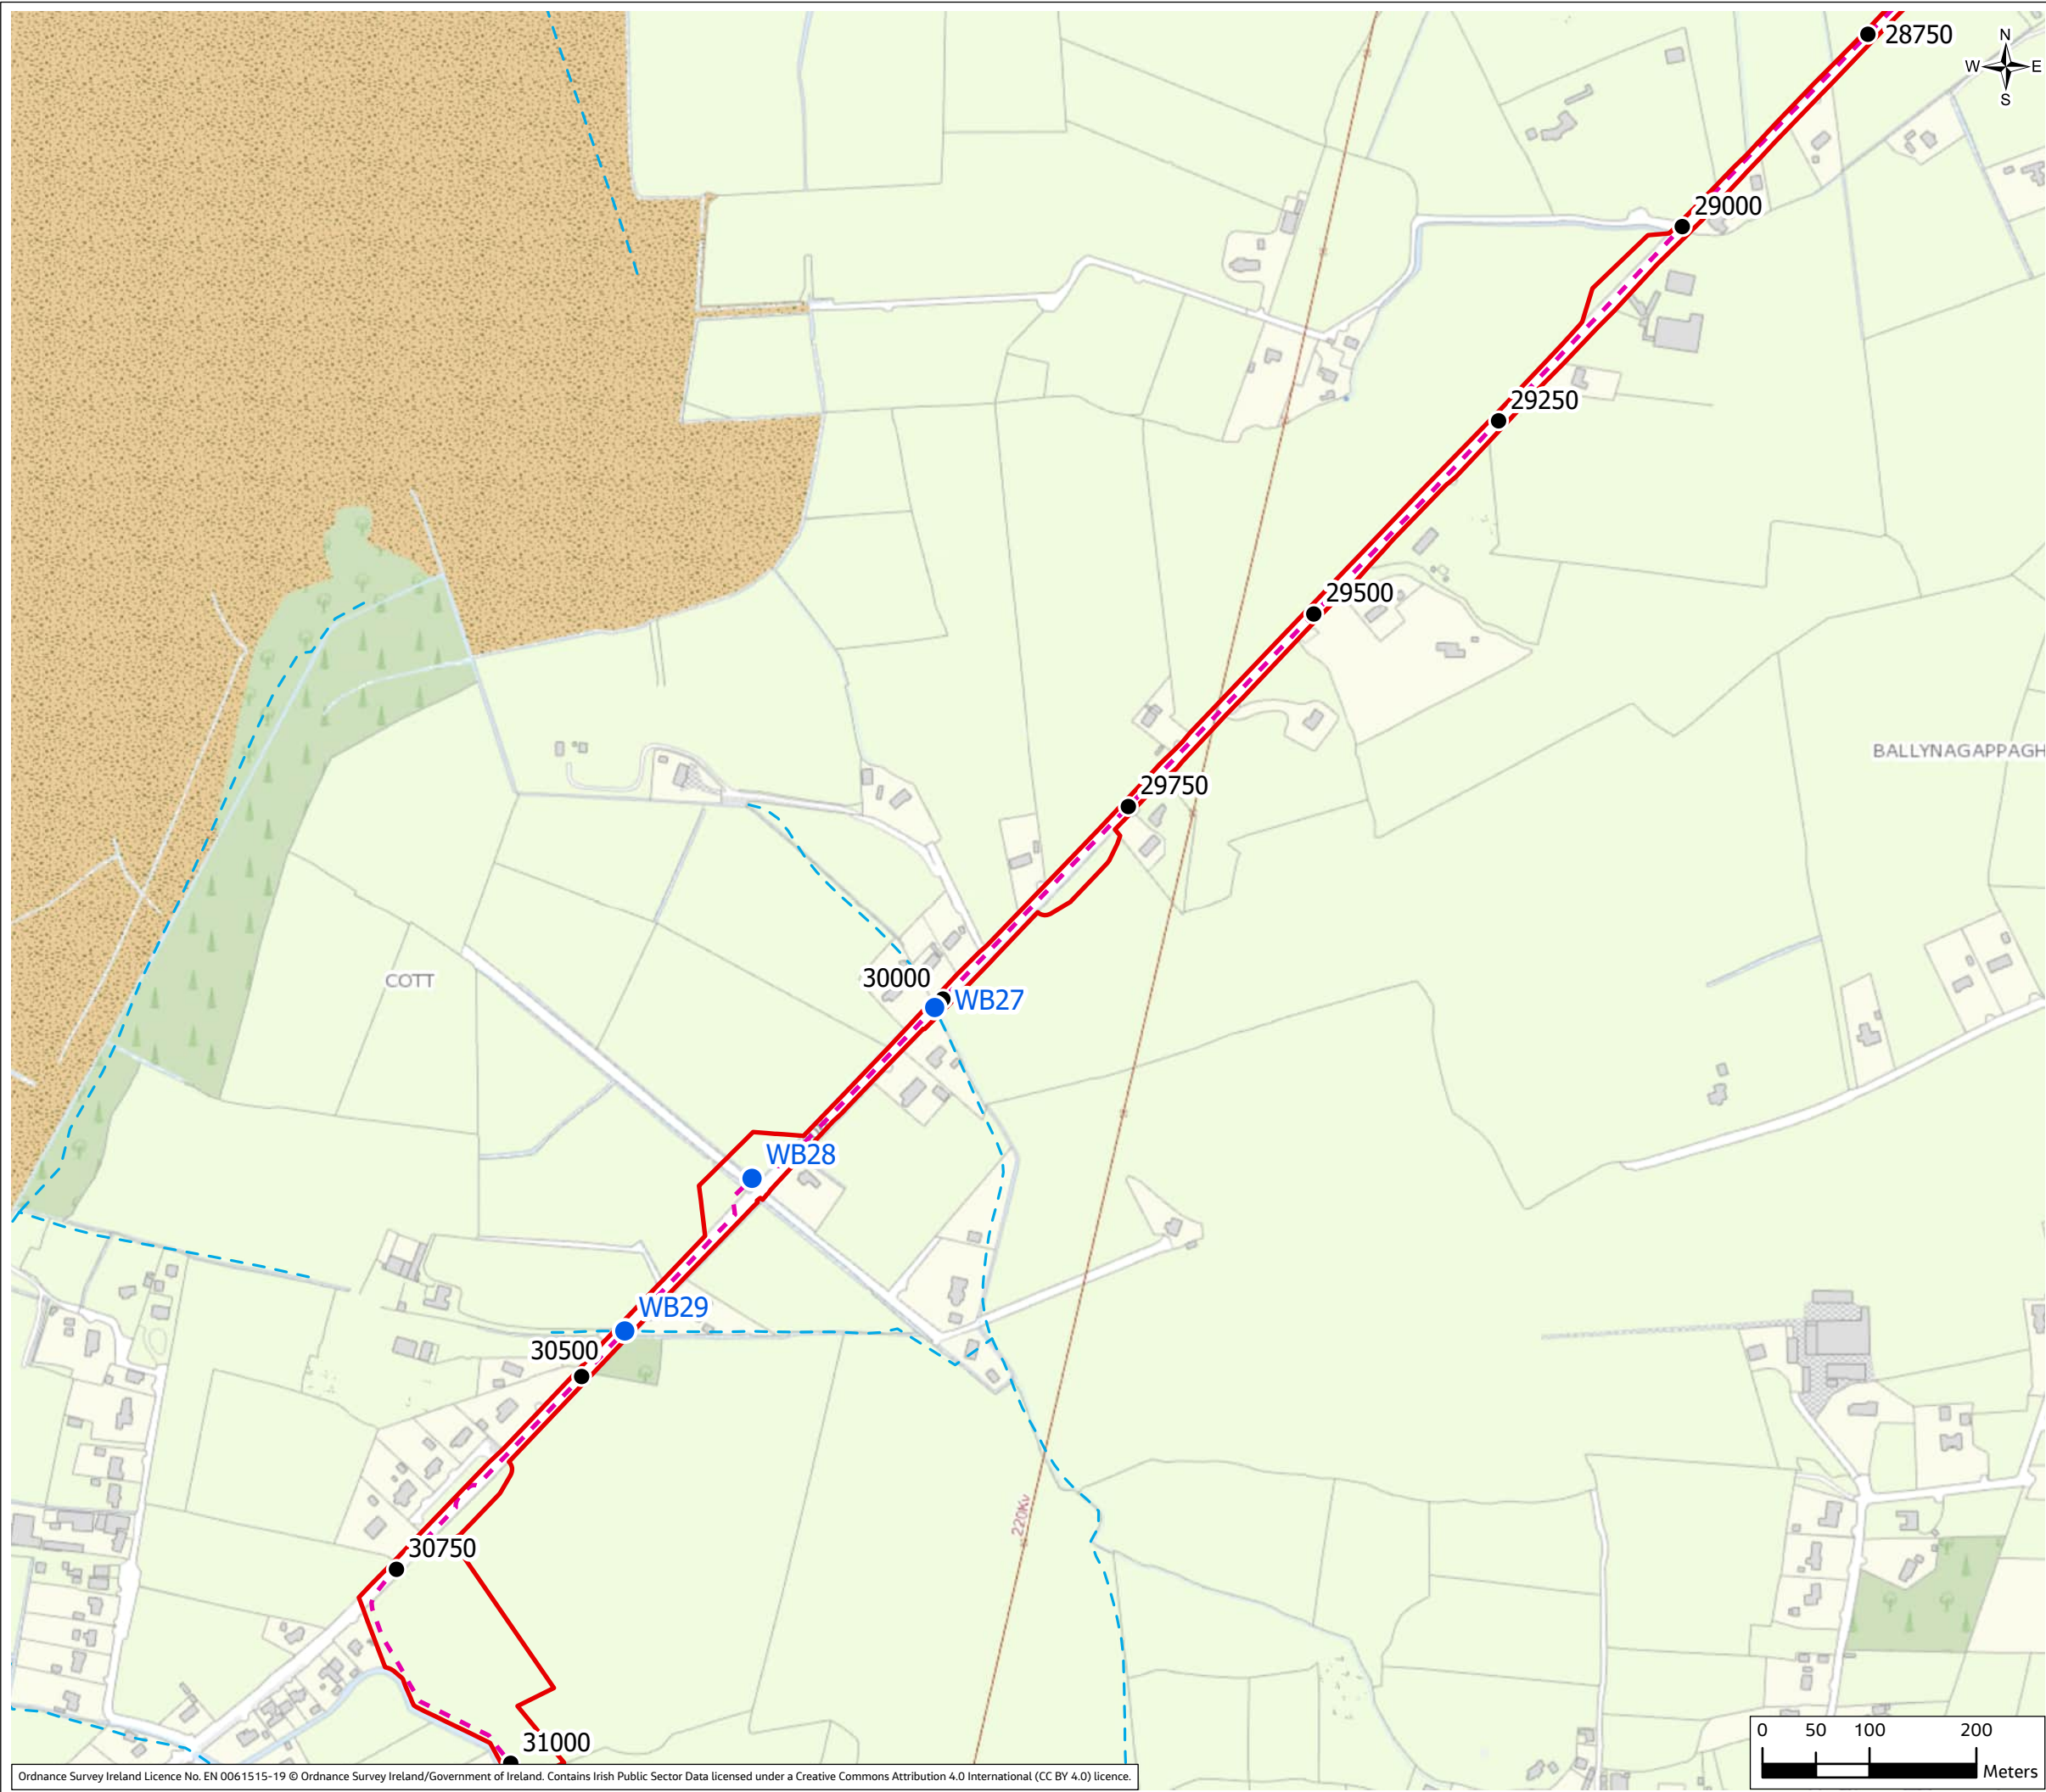 28750
N
W E
S
29000
29250
29500
BALLYNAGAPPAGH
29750
30000
COTT
WB27
WB28
WB29
30500
220Kv
30750
31000
0 50 100 200
Meters
Ordnance Survey Ireland Licence No. EN 0061515-19 © Ordnance Survey Ireland/Government of Ireland. Contains Irish Public Sector Data licensed under a Creative Commons Attribution 4.0 International (CC BY 4.0) licence.